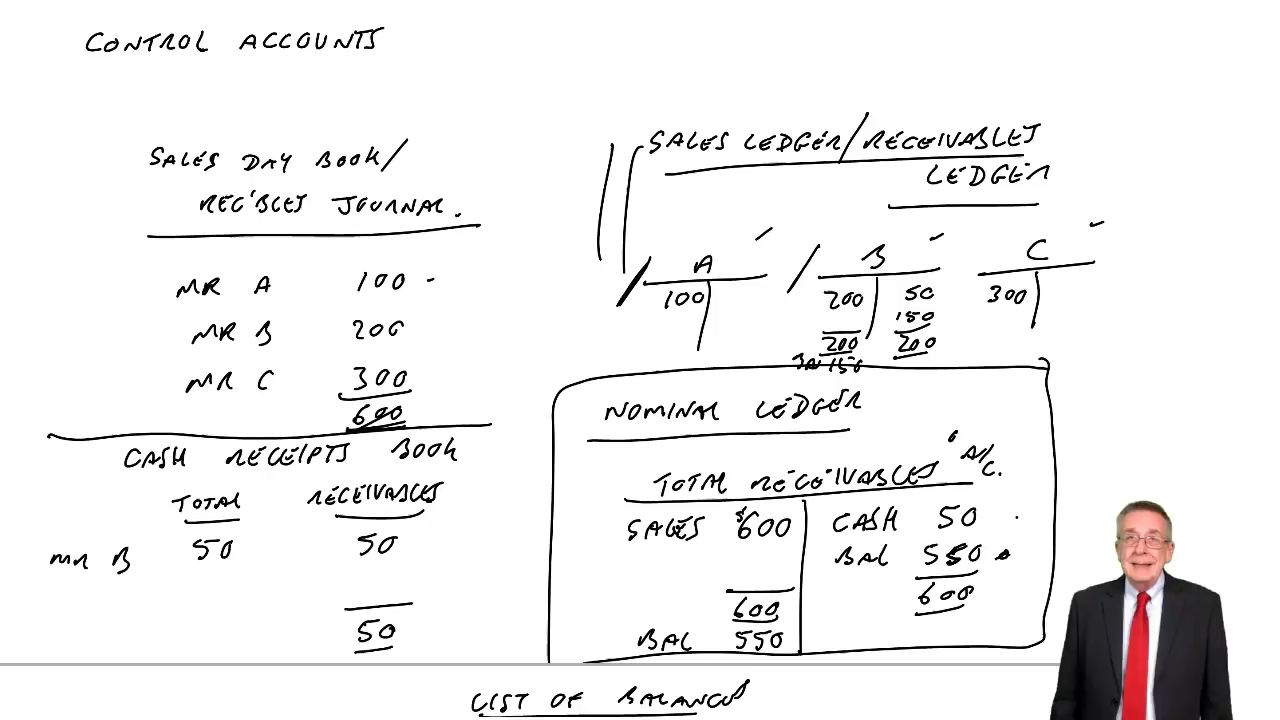 CONTROL ACCOUNTS
SALES DAY BOOK/
REC'BLES JOURNAL.
MR A 100
MR B 200
MR C 300
600
CASH RECEIPTS BOOK
TOTAL RECEIVABLES
MR B 50 50
50
SALES LEDGER/RECEIVABLES
LEDGER
A B C
100 200 50 300
150
200 200
BAL 150
NOMINAL LEDGER
TOTAL RECEIVABLES A/C.
SALES $600 CASH 50
BAL 550
600 600
BAL 550
LIST OF BALANCES